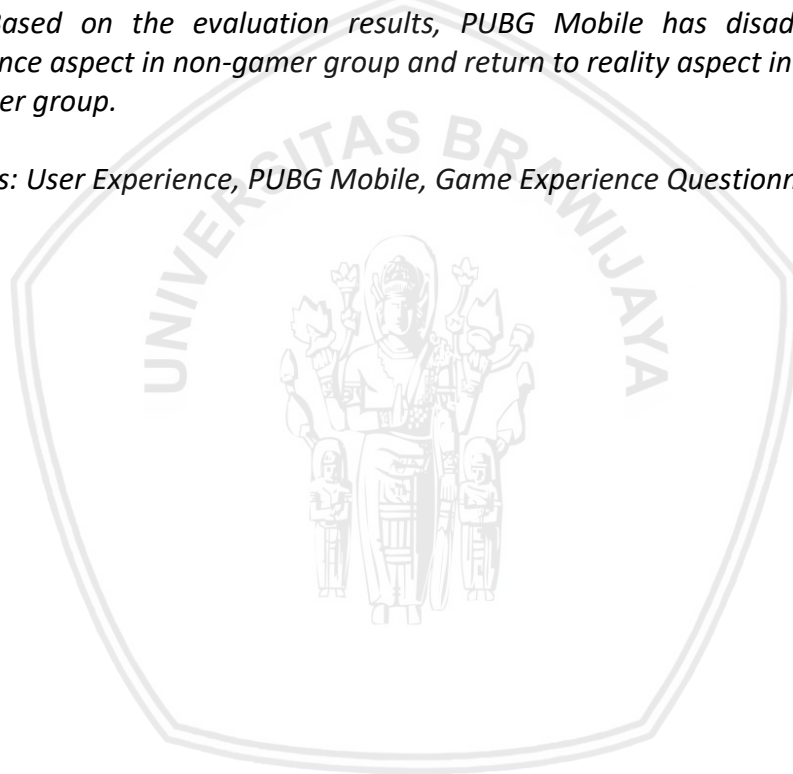 Based on the evaluation results, PUBG Mobile has disad
nce aspect in non-gamer group and return to reality aspect in
er group.
s: User Experience, PUBG Mobile, Game Experience Questionn
UNIVERSITAS BRAWIJAYA